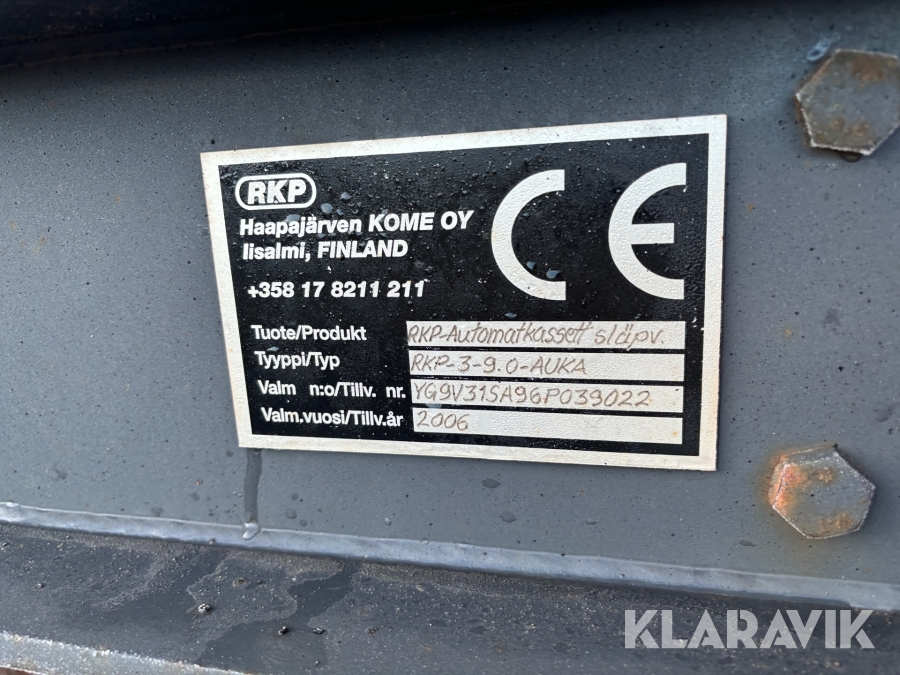 RKP
Haapajärven KOME OY
Iisalmi, FINLAND
+358 17 8211 211
CE
Tuote/Produkt RKP-Automatkassett släpv.
Tyyppi/Typ RKP-3-9.0-AUKA
Valm n:o/Tillv. nr. YG9V31SA96P039022
Valm.vuosi/Tillv.år 2006
KLARAVIK